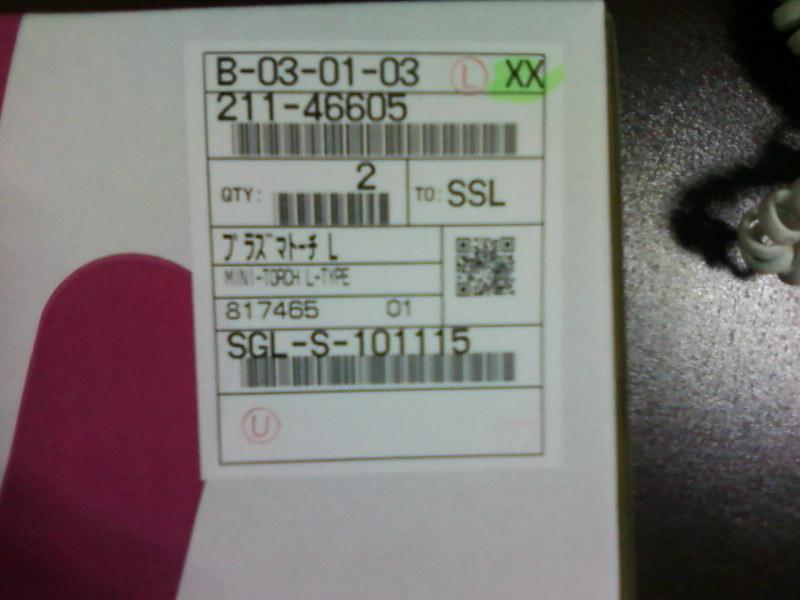 B-03-01-03 L XX
211-46605
QTY: 2 TO: SSL
プラズマトーチ L
MINI-TORCH L-TYPE
817465 01
SGL-S-101115
U